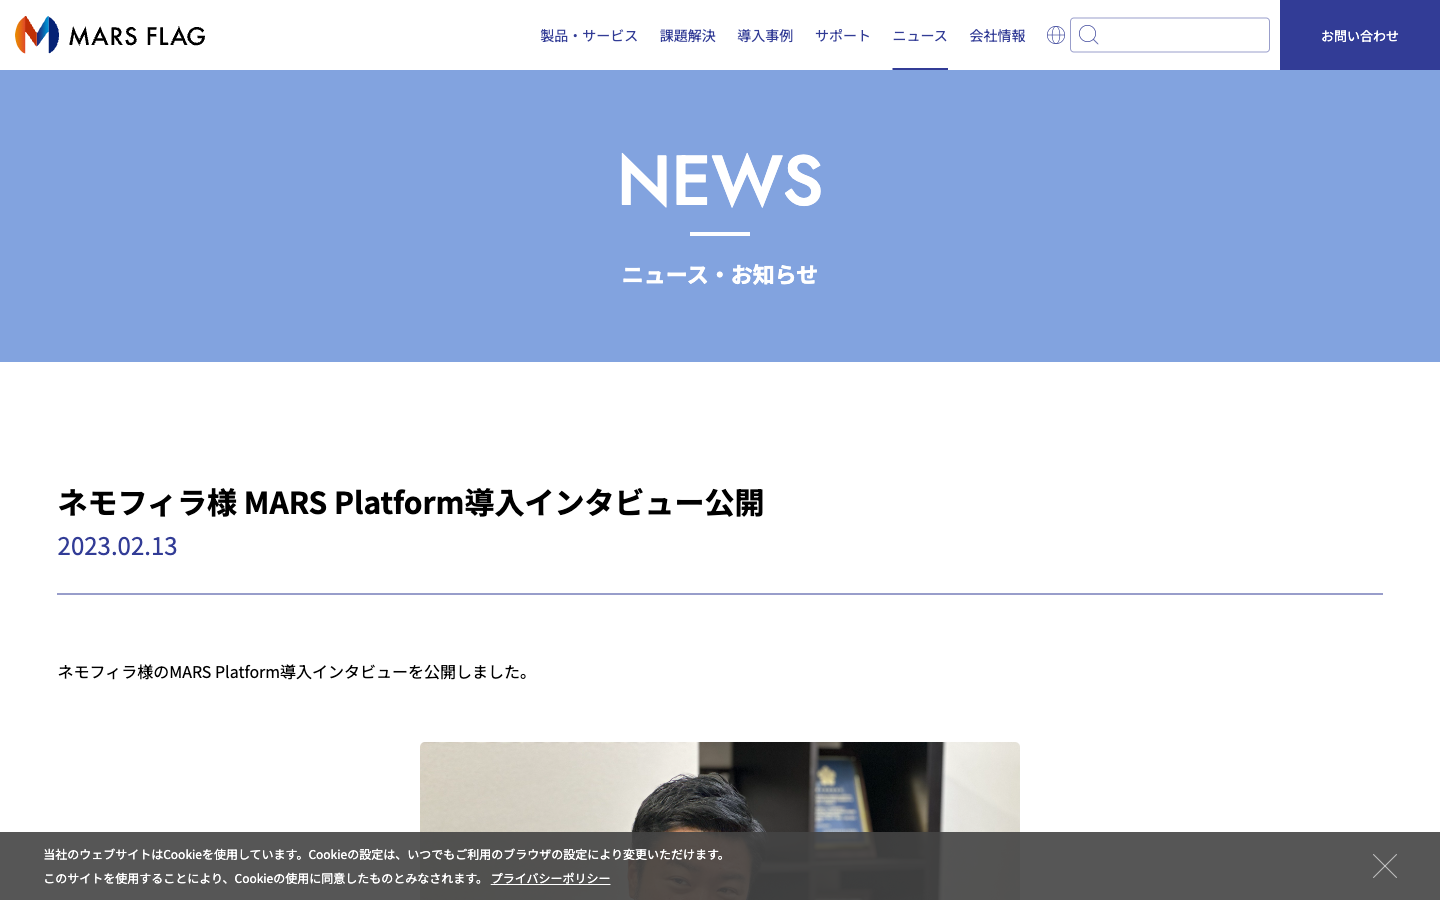 MARS FLAG
製品・サービス 課題解決 導入事例 サポート ニュース 会社情報 お問い合わせ
NEWS
ニュース・お知らせ
ネモフィラ様 MARS Platform導入インタビュー公開
2023.02.13
ネモフィラ様のMARS Platform導入インタビューを公開しました。
当社のウェブサイトはCookieを使用しています。Cookieの設定は、いつでもご利用のブラウザの設定により変更いただけます。
このサイトを使用することにより、Cookieの使用に同意したものとみなされます。 プライバシーポリシー